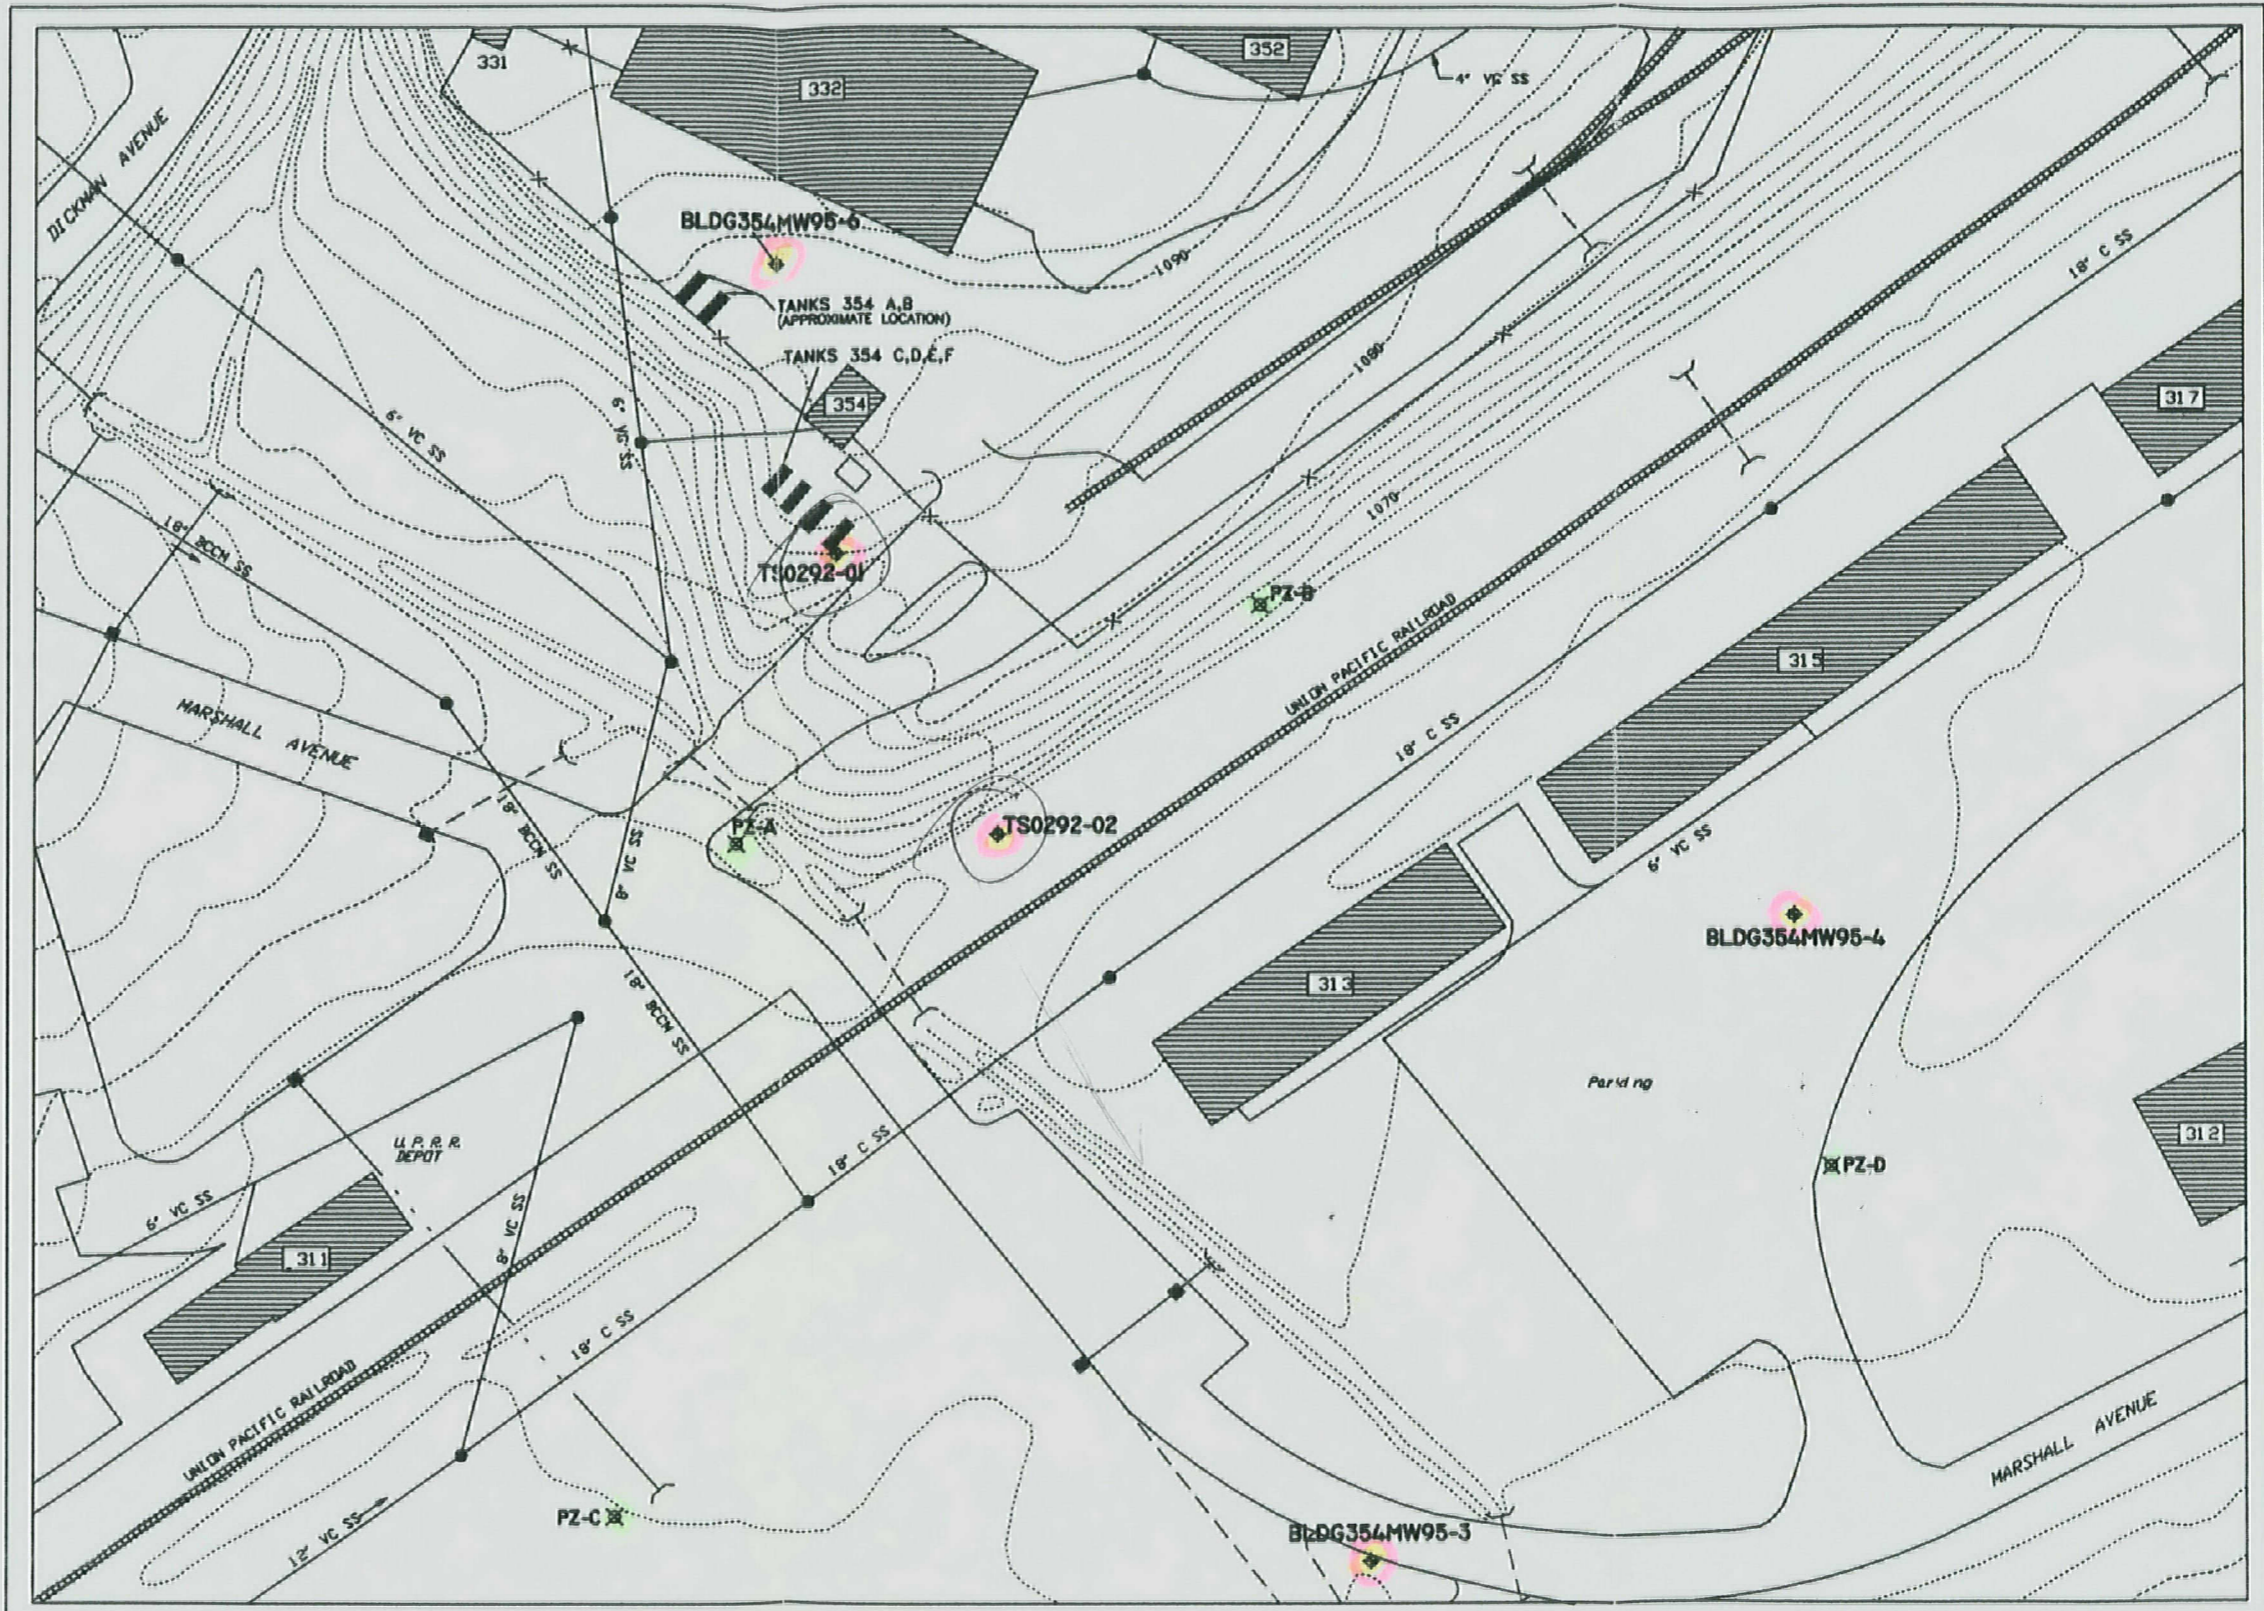 331
332
352
4" VC SS
DICKMAN AVENUE
BLDG354MW95-6
1090
18" C SS
TANKS 354 A,B
(APPROXIMATE LOCATION)
TANKS 354 C,D,E,F
1080
354
317
6" VC SS
6" VC SS
1070
18" BCCN SS
TS0292-01
PZ-B
UNION PACIFIC RAILROAD
315
MARSHALL AVENUE
18" C SS
PZ-A
TS0292-02
18" BCCN SS
8" VC SS
6" VC SS
BLDG354MW95-4
313
18" BCCN SS
Parking
U.P.R.R.
DEPOT
18" C SS
312
PZ-D
6" VC SS
8" VC SS
311
18" C SS
UNION PACIFIC RAILROAD
MARSHALL AVENUE
PZ-C
12" VC SS
BLDG354MW95-3